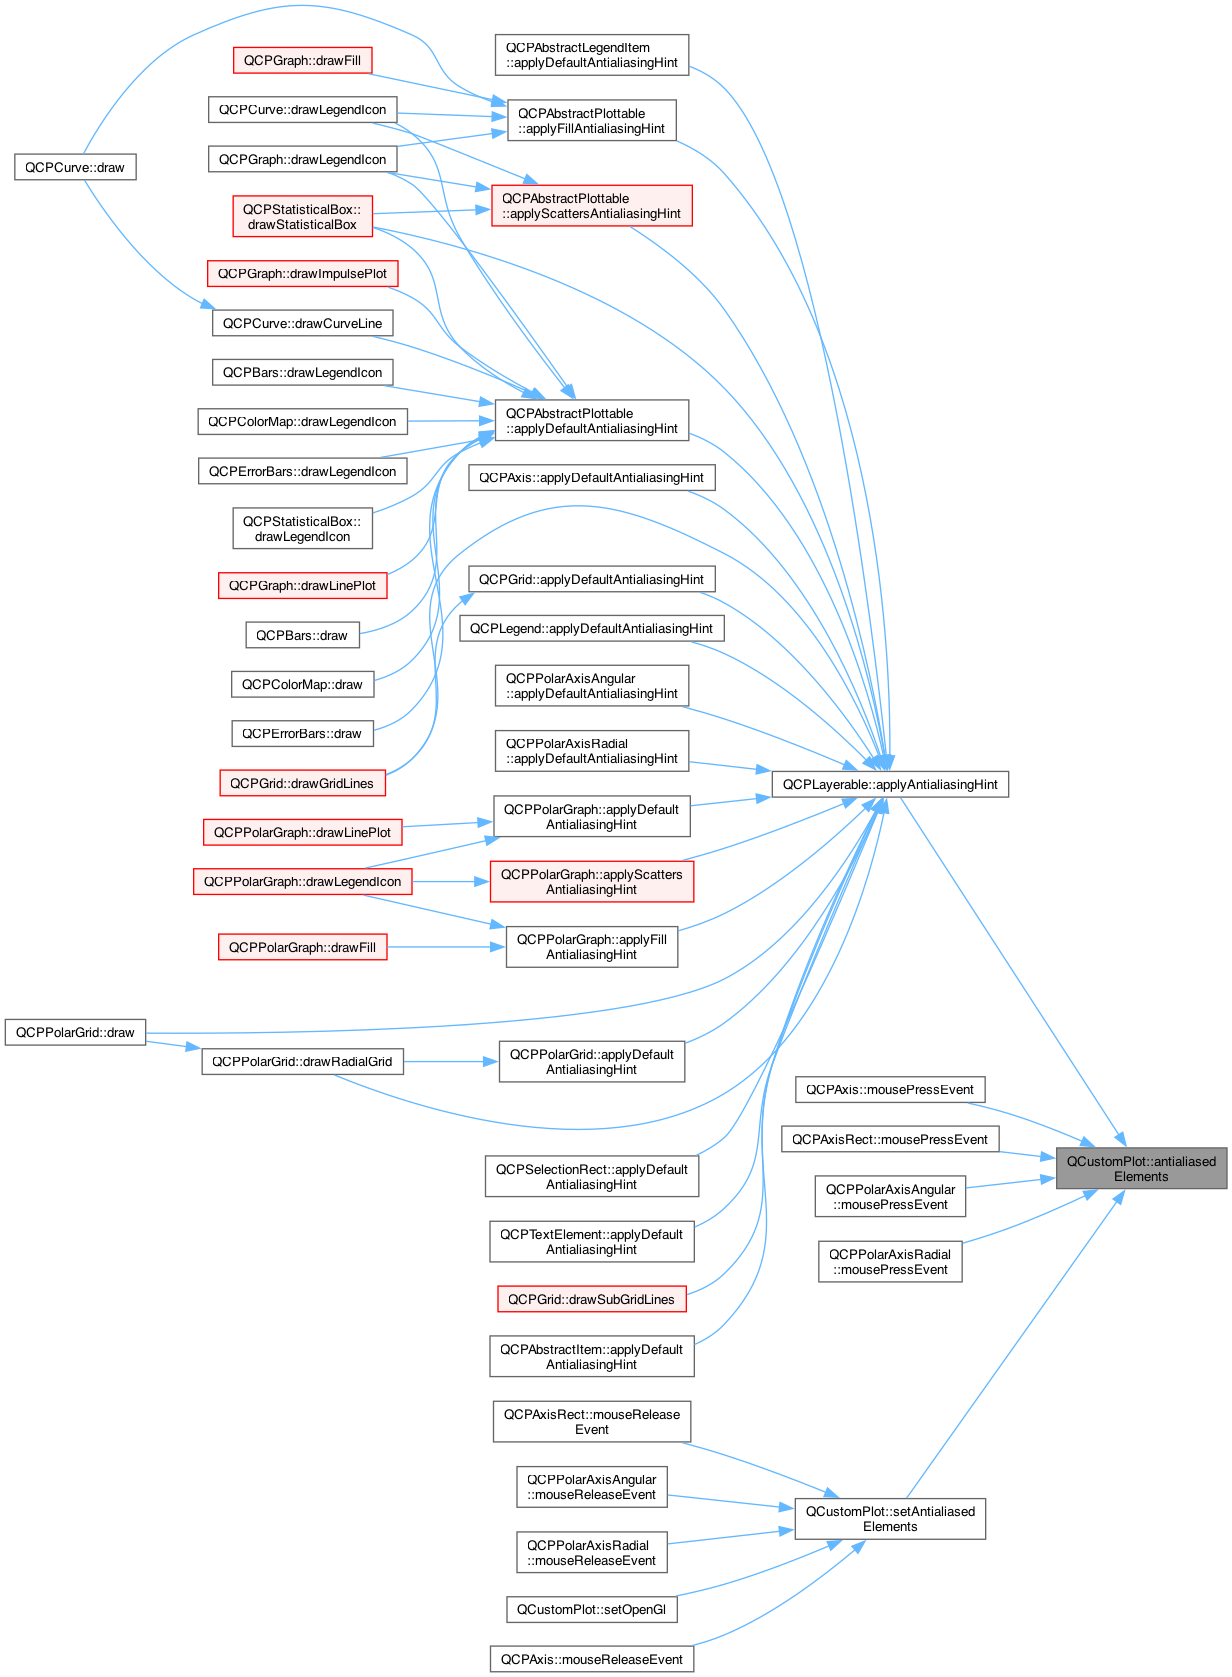 QCPAbstractLegendItem
::applyDefaultAntialiasingHint
QCPGraph::drawFill
QCPCurve::drawLegendIcon
QCPAbstractPlottable
::applyFillAntialiasingHint
QCPGraph::drawLegendIcon
QCPCurve::draw
QCPAbstractPlottable
::applyScattersAntialiasingHint
QCPStatisticalBox::
drawStatisticalBox
QCPGraph::drawImpulsePlot
QCPCurve::drawCurveLine
QCPBars::drawLegendIcon
QCPColorMap::drawLegendIcon
QCPAbstractPlottable
::applyDefaultAntialiasingHint
QCPErrorBars::drawLegendIcon
QCPAxis::applyDefaultAntialiasingHint
QCPStatisticalBox::
drawLegendIcon
QCPGraph::drawLinePlot
QCPGrid::applyDefaultAntialiasingHint
QCPBars::draw
QCPLegend::applyDefaultAntialiasingHint
QCPColorMap::draw
QCPPolarAxisAngular
::applyDefaultAntialiasingHint
QCPErrorBars::draw
QCPPolarAxisRadial
::applyDefaultAntialiasingHint
QCPGrid::drawGridLines
QCPLayerable::applyAntialiasingHint
QCPPolarGraph::drawLinePlot
QCPPolarGraph::applyDefault
AntialiasingHint
QCPPolarGraph::drawLegendIcon
QCPPolarGraph::applyScatters
AntialiasingHint
QCPPolarGraph::drawFill
QCPPolarGraph::applyFill
AntialiasingHint
QCPPolarGrid::draw
QCPPolarGrid::drawRadialGrid
QCPPolarGrid::applyDefault
AntialiasingHint
QCPAxis::mousePressEvent
QCPAxisRect::mousePressEvent
QCustomPlot::antialiased
Elements
QCPSelectionRect::applyDefault
AntialiasingHint
QCPPolarAxisAngular
::mousePressEvent
QCPTextElement::applyDefault
AntialiasingHint
QCPPolarAxisRadial
::mousePressEvent
QCPGrid::drawSubGridLines
QCPAbstractItem::applyDefault
AntialiasingHint
QCPAxisRect::mouseRelease
Event
QCPPolarAxisAngular
::mouseReleaseEvent
QCustomPlot::setAntialiased
Elements
QCPPolarAxisRadial
::mouseReleaseEvent
QCustomPlot::setOpenGl
QCPAxis::mouseReleaseEvent